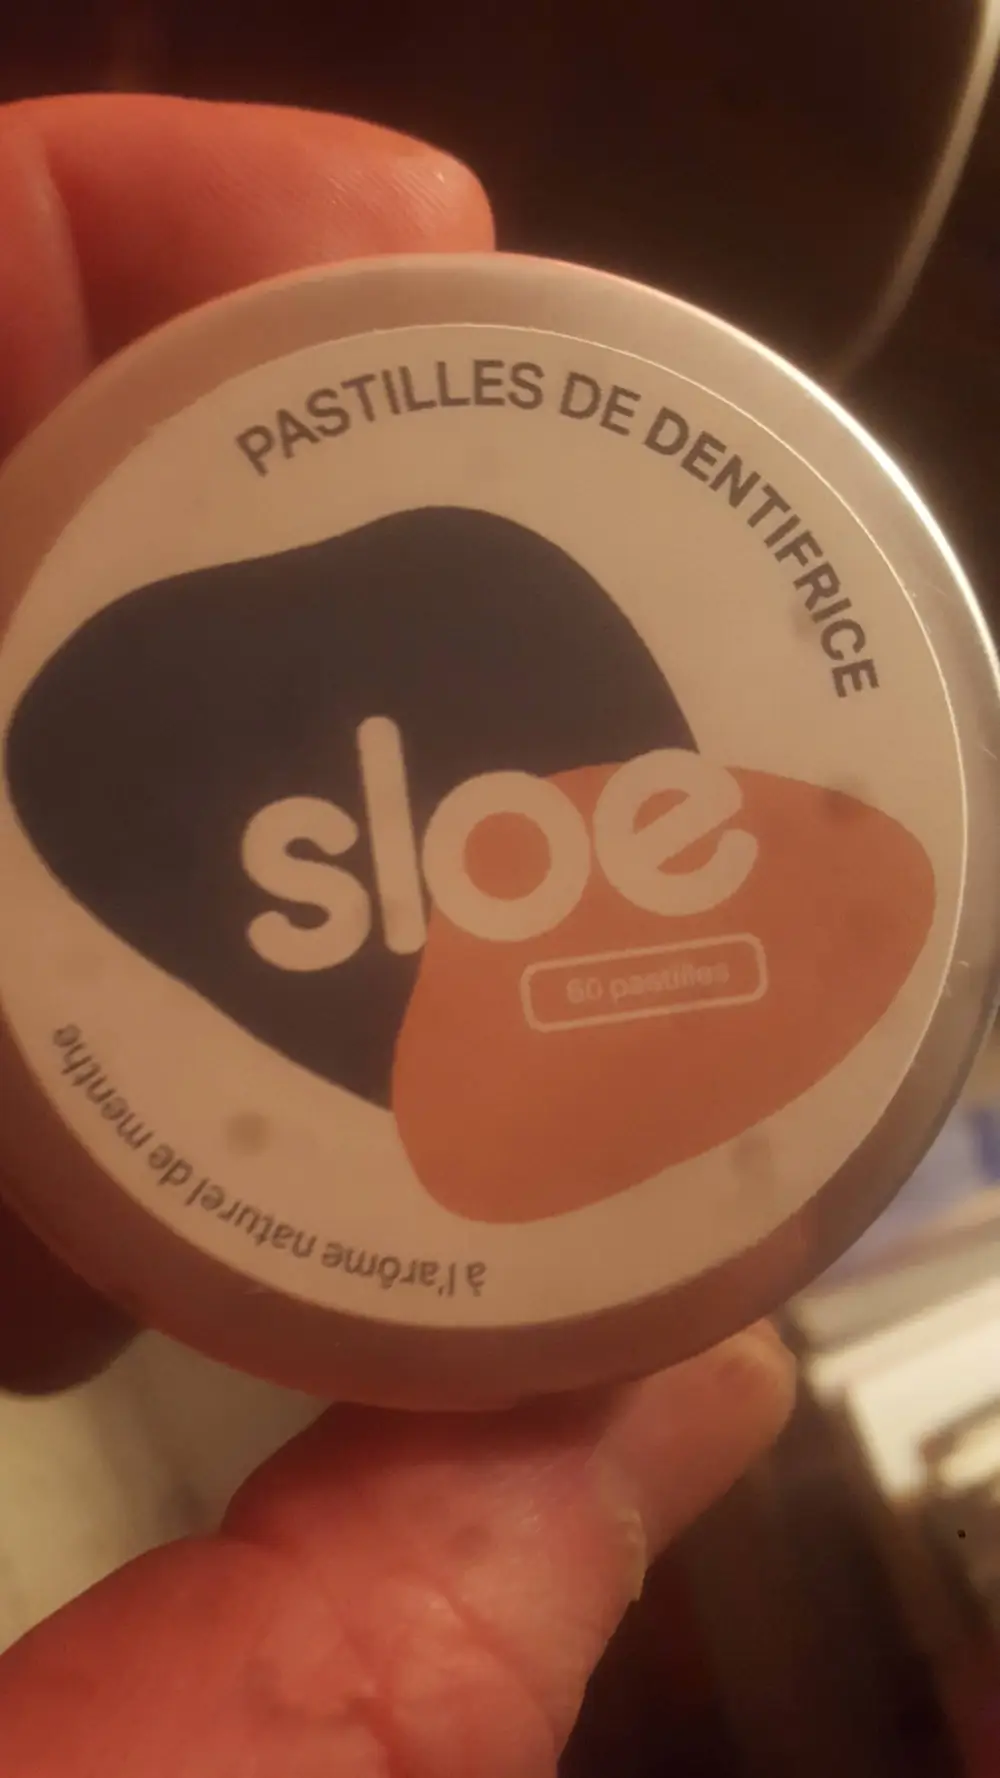 PASTILLES DE DENTIFRICE
sloe
60 pastilles
à l'arôme naturel de menthe